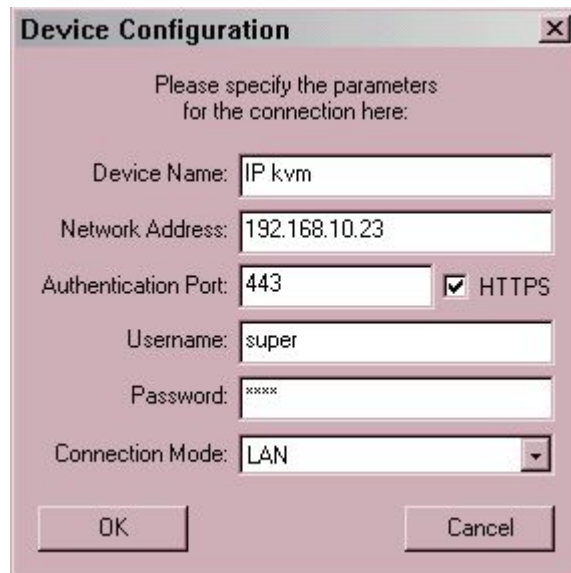 Device Configuration
Please specify the parameters
for the connection here:
Device Name: IP kvm
Network Address: 192.168.10.23
Authentication Port: 443 HTTPS
Username: super
Password: ****
Connection Mode: LAN
OK Cancel